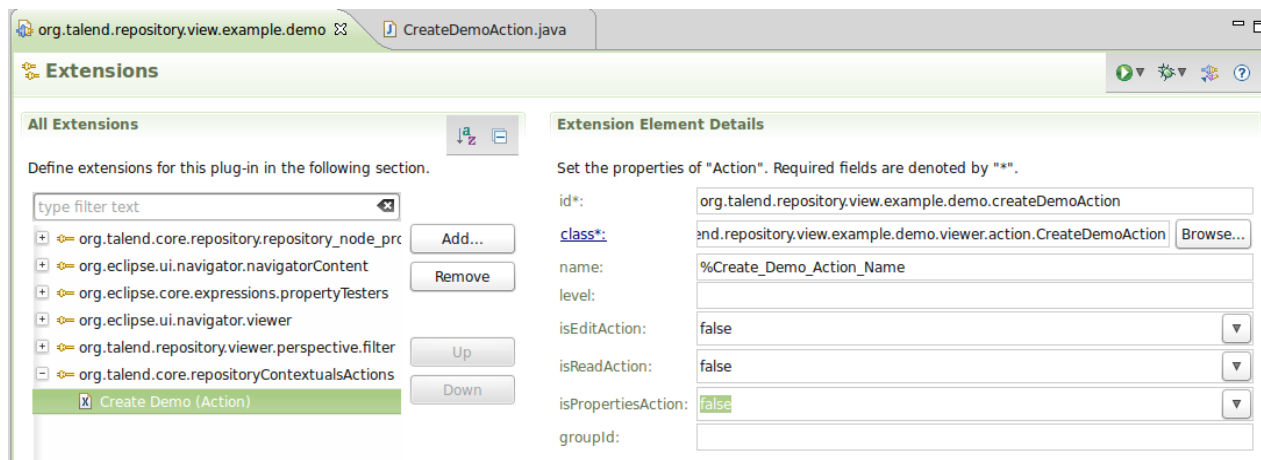 org.talend.repository.view.example.demo CreateDemoAction.java
Extensions
All Extensions
Define extensions for this plug-in in the following section.
type filter text
org.talend.core.repository.repository_node_prc
org.eclipse.ui.navigator.navigatorContent
org.eclipse.core.expressions.propertyTesters
org.eclipse.ui.navigator.viewer
org.talend.repository.viewer.perspective.filter
org.talend.core.repositoryContextualsActions
Create Demo (Action)
Add...
Remove
Up
Down
Extension Element Details
Set the properties of "Action". Required fields are denoted by "*".
id*: org.talend.repository.view.example.demo.createDemoAction
class*: end.repository.view.example.demo.viewer.action.CreateDemoAction Browse...
name: %Create_Demo_Action_Name
level:
isEditAction: false
isReadAction: false
isPropertiesAction: false
groupId: